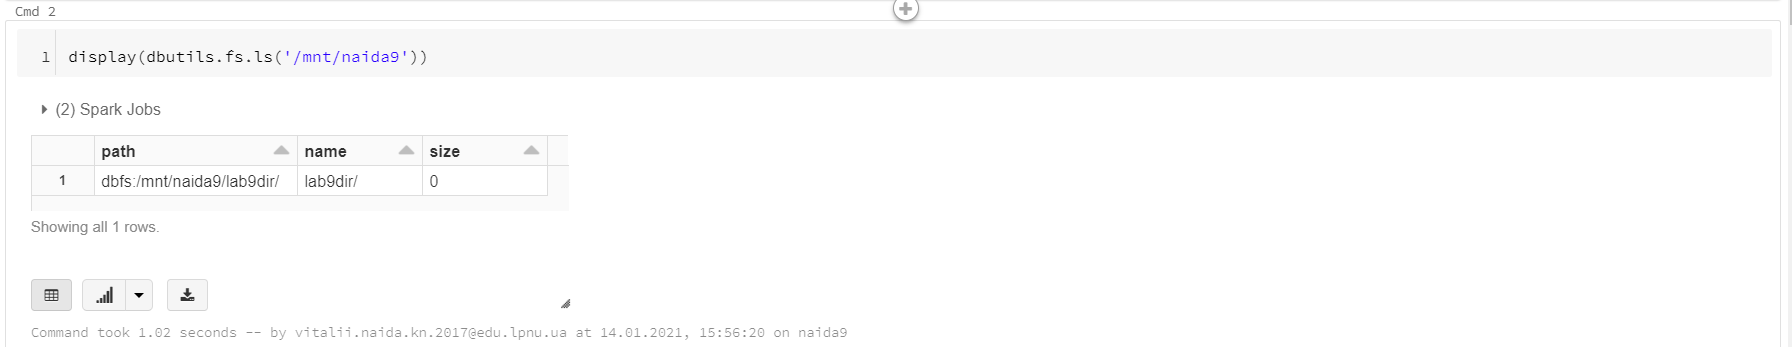 Cmd 2
1 display(dbutils.fs.ls('/mnt/naida9'))
(2) Spark Jobs
path name size
1 dbfs:/mnt/naida9/lab9dir/ lab9dir/ 0
Showing all 1 rows.
Command took 1.02 seconds -- by vitalii.naida.kn.2017@edu.lpnu.ua at 14.01.2021, 15:56:20 on naida9